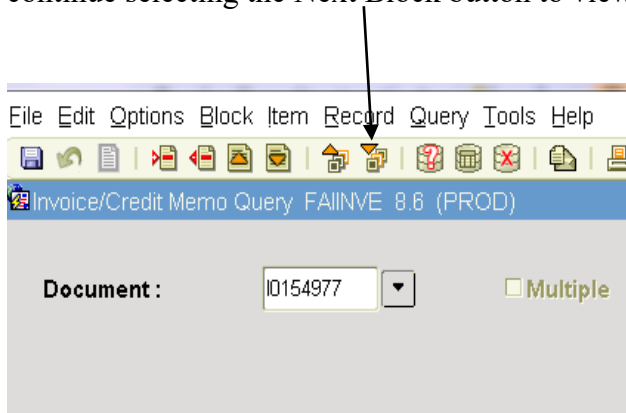 continue selecting the Next Block button to view
File Edit Options Block Item Record Query Tools Help
Invoice/Credit Memo Query FAIINVE 8.6 (PROD)
Document : I0154977 Multiple